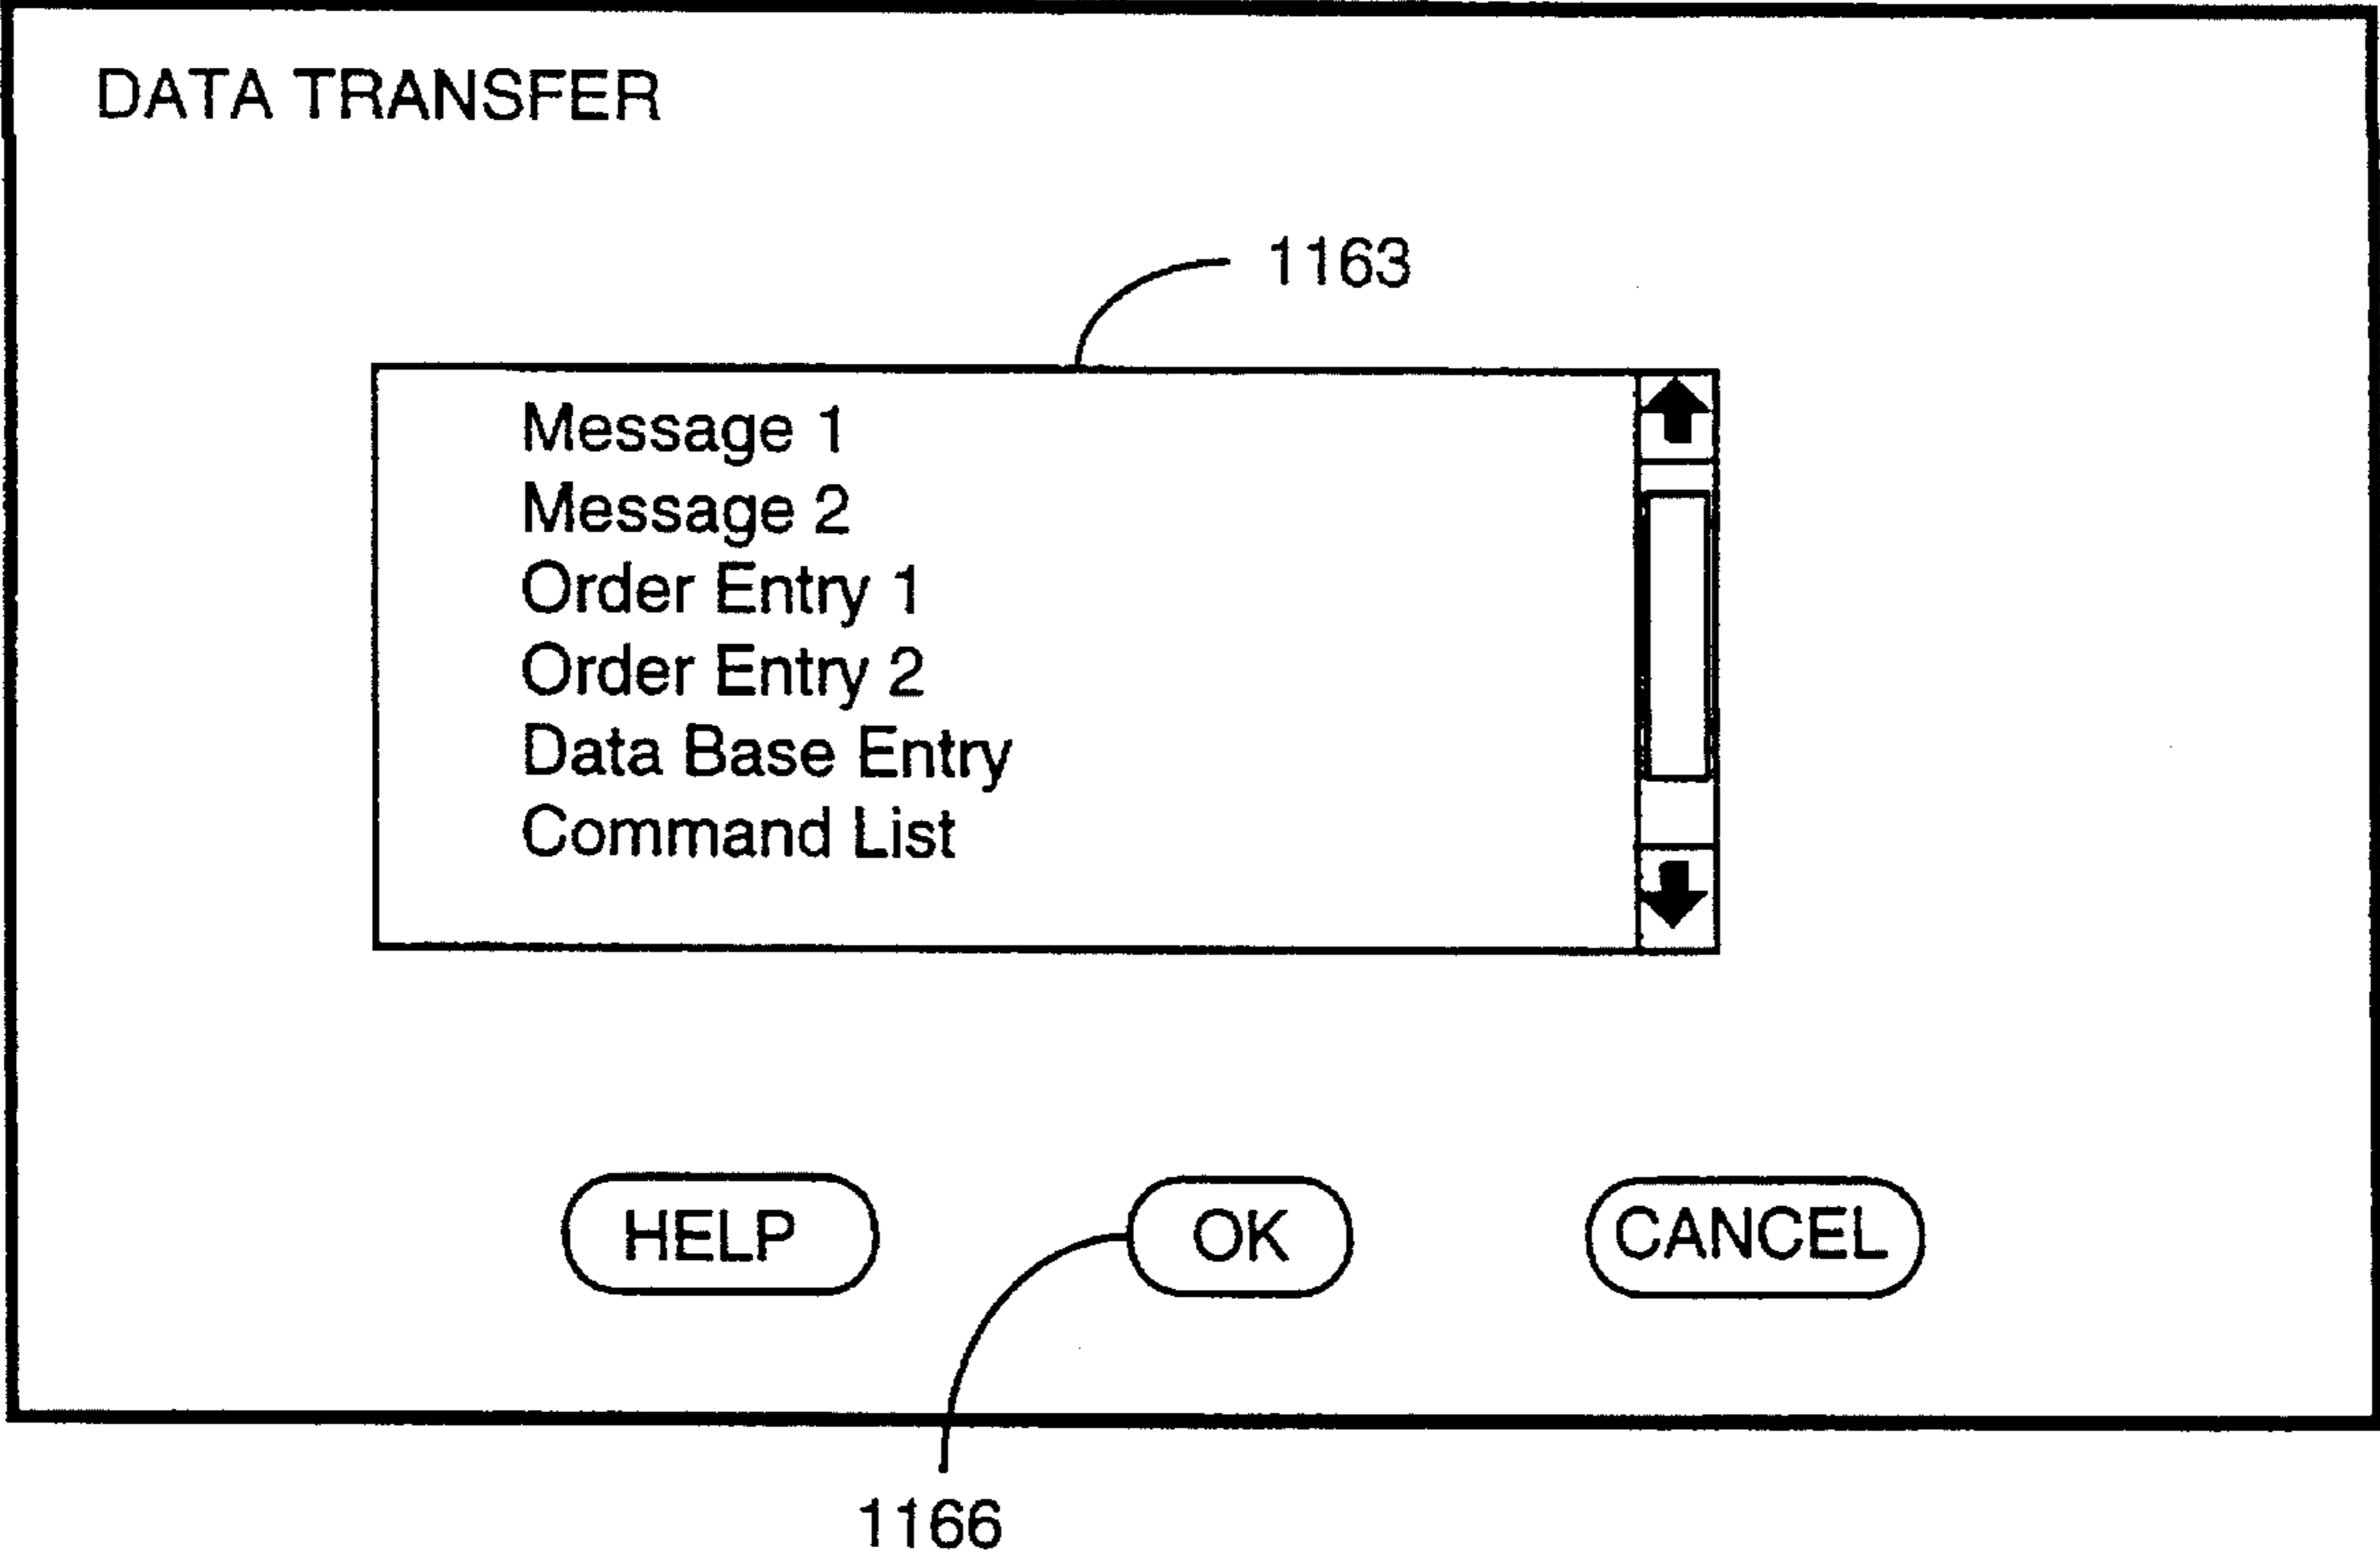 DATA TRANSFER
1163
Message 1
Message 2
Order Entry 1
Order Entry 2
Data Base Entry
Command List
HELP OK CANCEL
1166